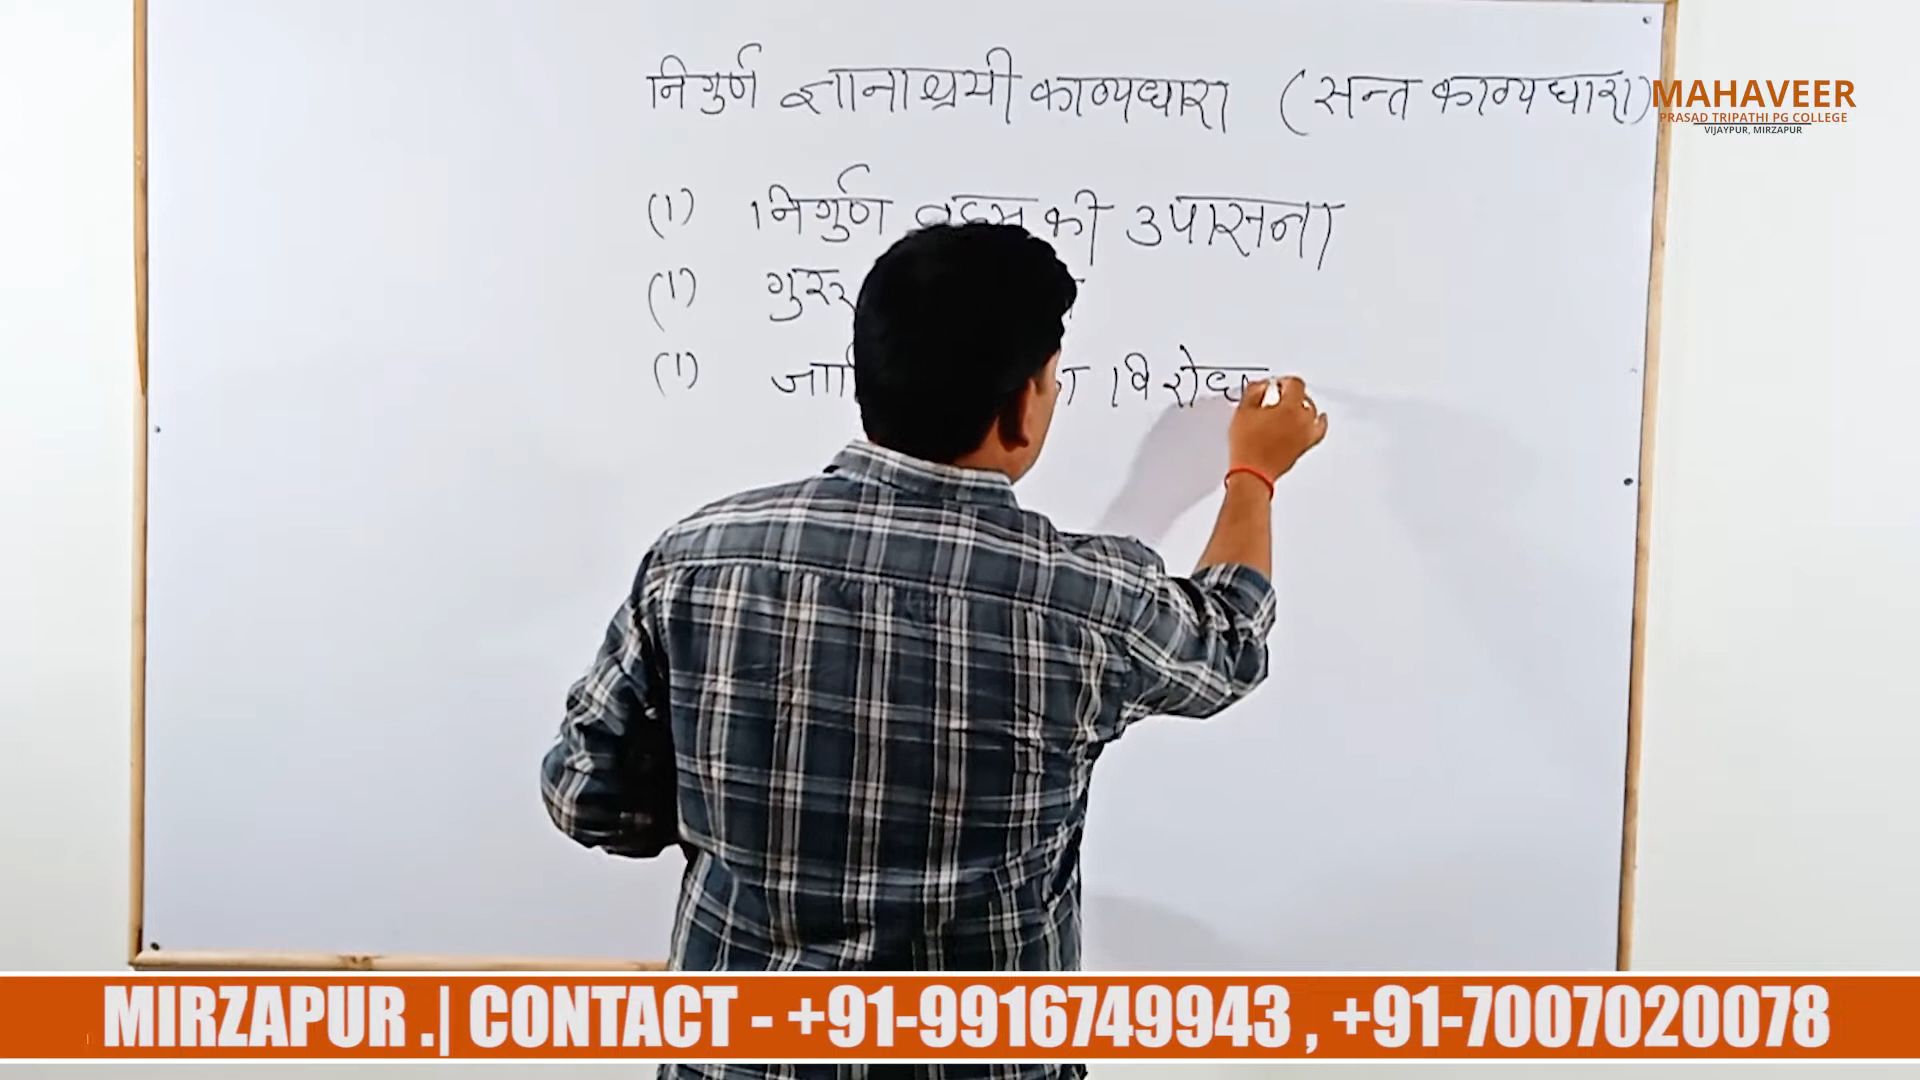 निगुर्ण ज्ञानाश्रयी काव्यधारा (सन्त काव्यधारा)
MAHAVEER
PRASAD TRIPATHI PG COLLEGE
VIJAYPUR, MIRZAPUR
(1) निर्गुण की उपासना
(1) गुरु
(1) विरोध
MIRZAPUR .| CONTACT - +91-9916749943 , +91-7007020078